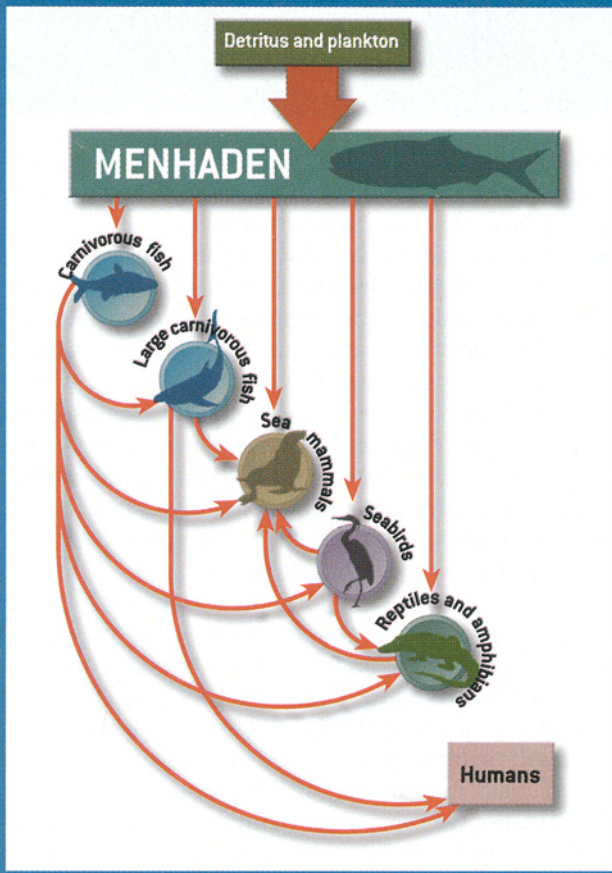 Detritus and plankton
MENHADEN
Carnivorous fish
Large carnivorous fish
Sea mammals
Seabirds
Reptiles and amphibians
Humans